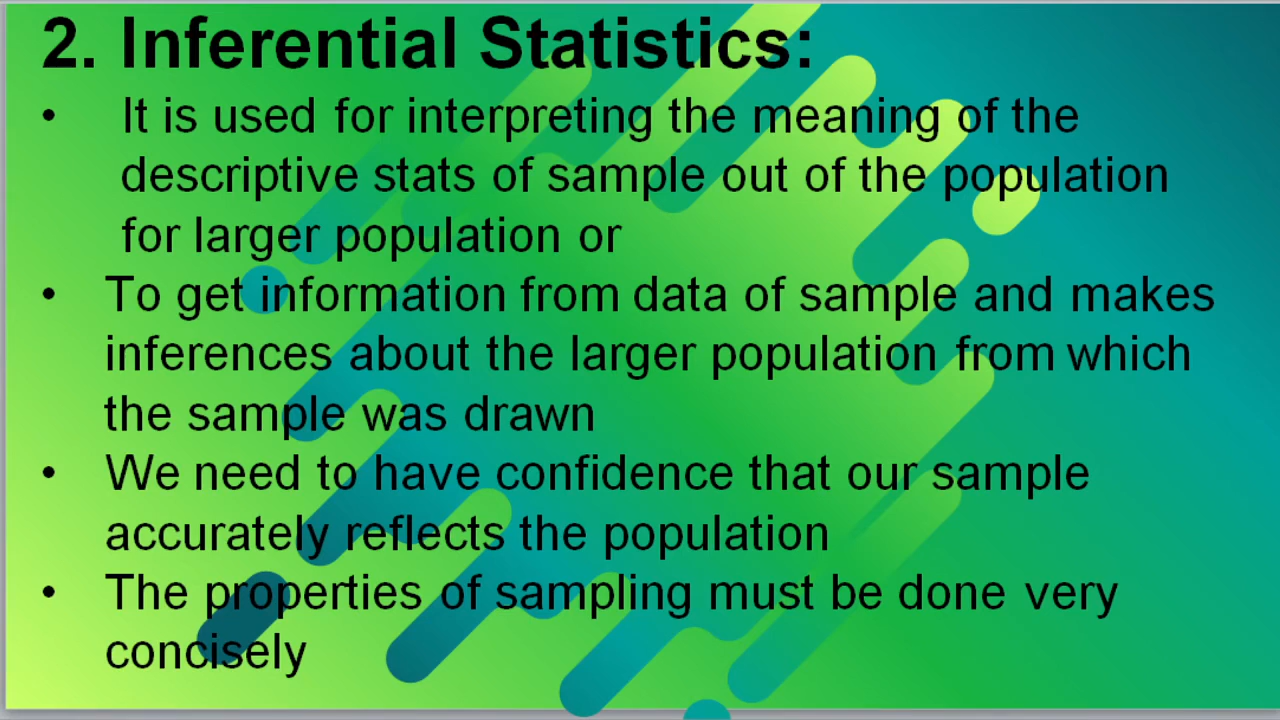 2. Inferential Statistics:
• It is used for interpreting the meaning of the
descriptive stats of sample out of the population
for larger population or
• To get information from data of sample and makes
inferences about the larger population from which
the sample was drawn
• We need to have confidence that our sample
accurately reflects the population
• The properties of sampling must be done very
concisely